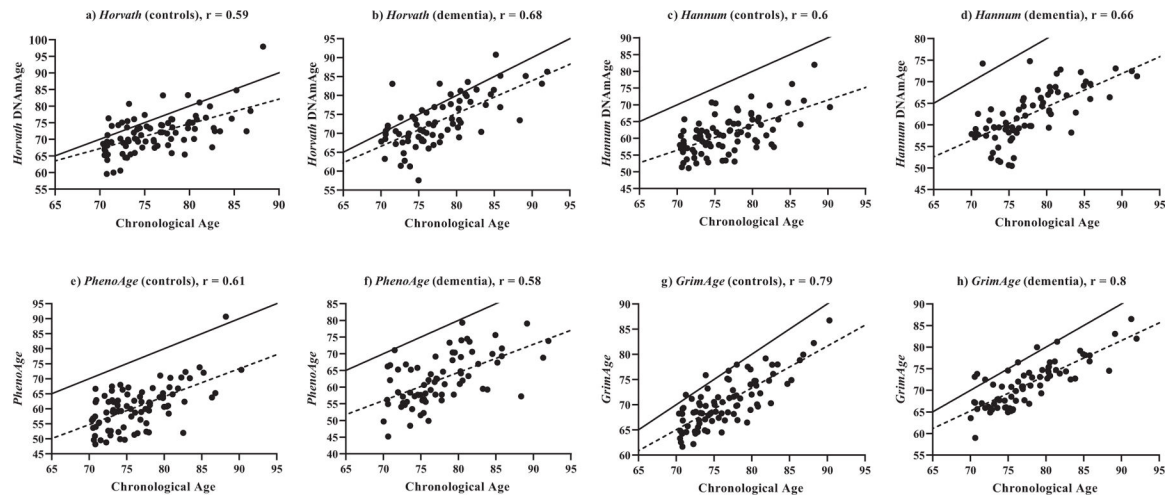 a) Horvath (controls), r = 0.59
Horvath DNAmAge
100
95
90
85
80
75
70
65
60
55
65 70 75 80 85 90
Chronological Age
b) Horvath (dementia), r = 0.68
Horvath DNAmAge
95
90
85
80
75
70
65
60
55
65 70 75 80 85 90 95
Chronological Age
c) Hannum (controls), r = 0.6
Hannum DNAmAge
90
85
80
75
70
65
60
55
50
45
65 70 75 80 85 90 95
Chronological Age
d) Hannum (dementia), r = 0.66
Hannum DNAmAge
80
75
70
65
60
55
50
45
65 70 75 80 85 90 95
Chronological Age
e) PhenoAge (controls), r = 0.61
PhenoAge
95
90
85
80
75
70
65
60
55
50
45
65 70 75 80 85 90 95
Chronological Age
f) PhenoAge (dementia), r = 0.58
PhenoAge
85
80
75
70
65
60
55
50
45
40
65 70 75 80 85 90 95
Chronological Age
g) GrimAge (controls), r = 0.79
GrimAge
90
85
80
75
70
65
60
65 70 75 80 85 90 95
Chronological Age
h) GrimAge (dementia), r = 0.8
GrimAge
90
85
80
75
70
65
60
55
65 70 75 80 85 90 95
Chronological Age